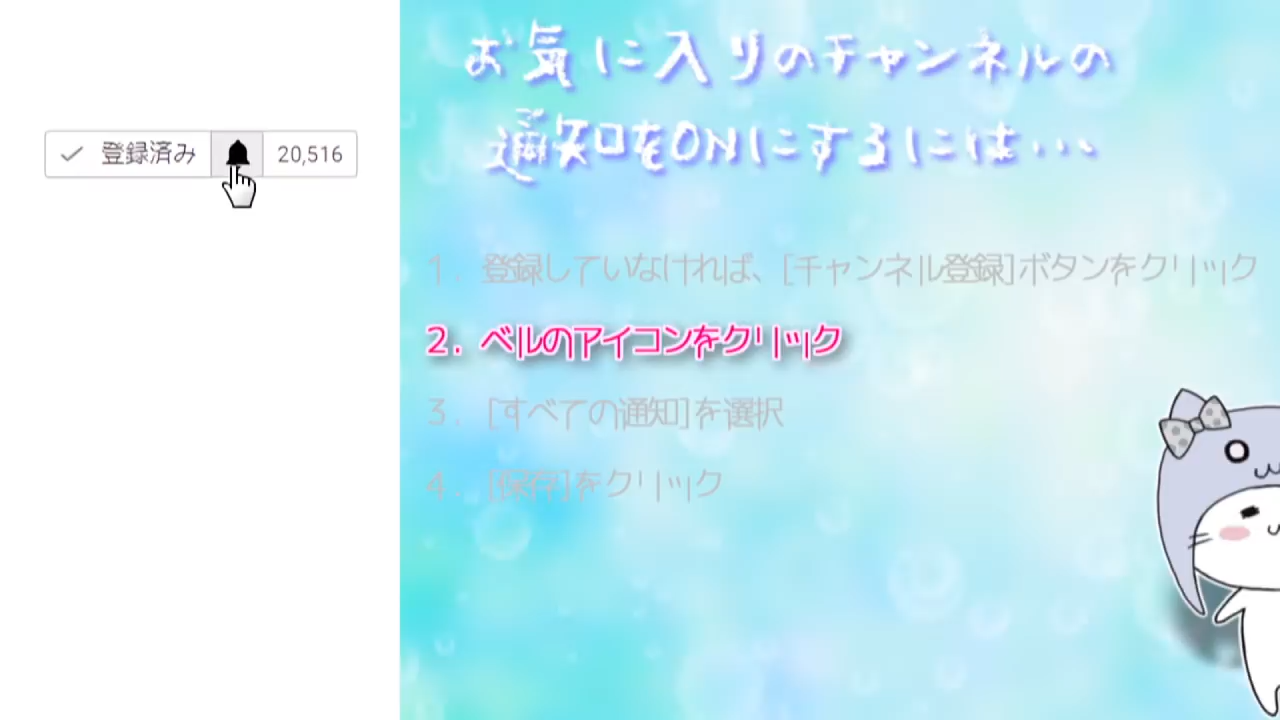 お気に入りのチャンネルの
通知をONにするには・・・
登録済み 20,516
1. 登録していなければ、[チャンネル登録]ボタンをクリック
2. ベルのアイコンをクリック
3. [すべての通知]を選択
4. [保存]をクリック